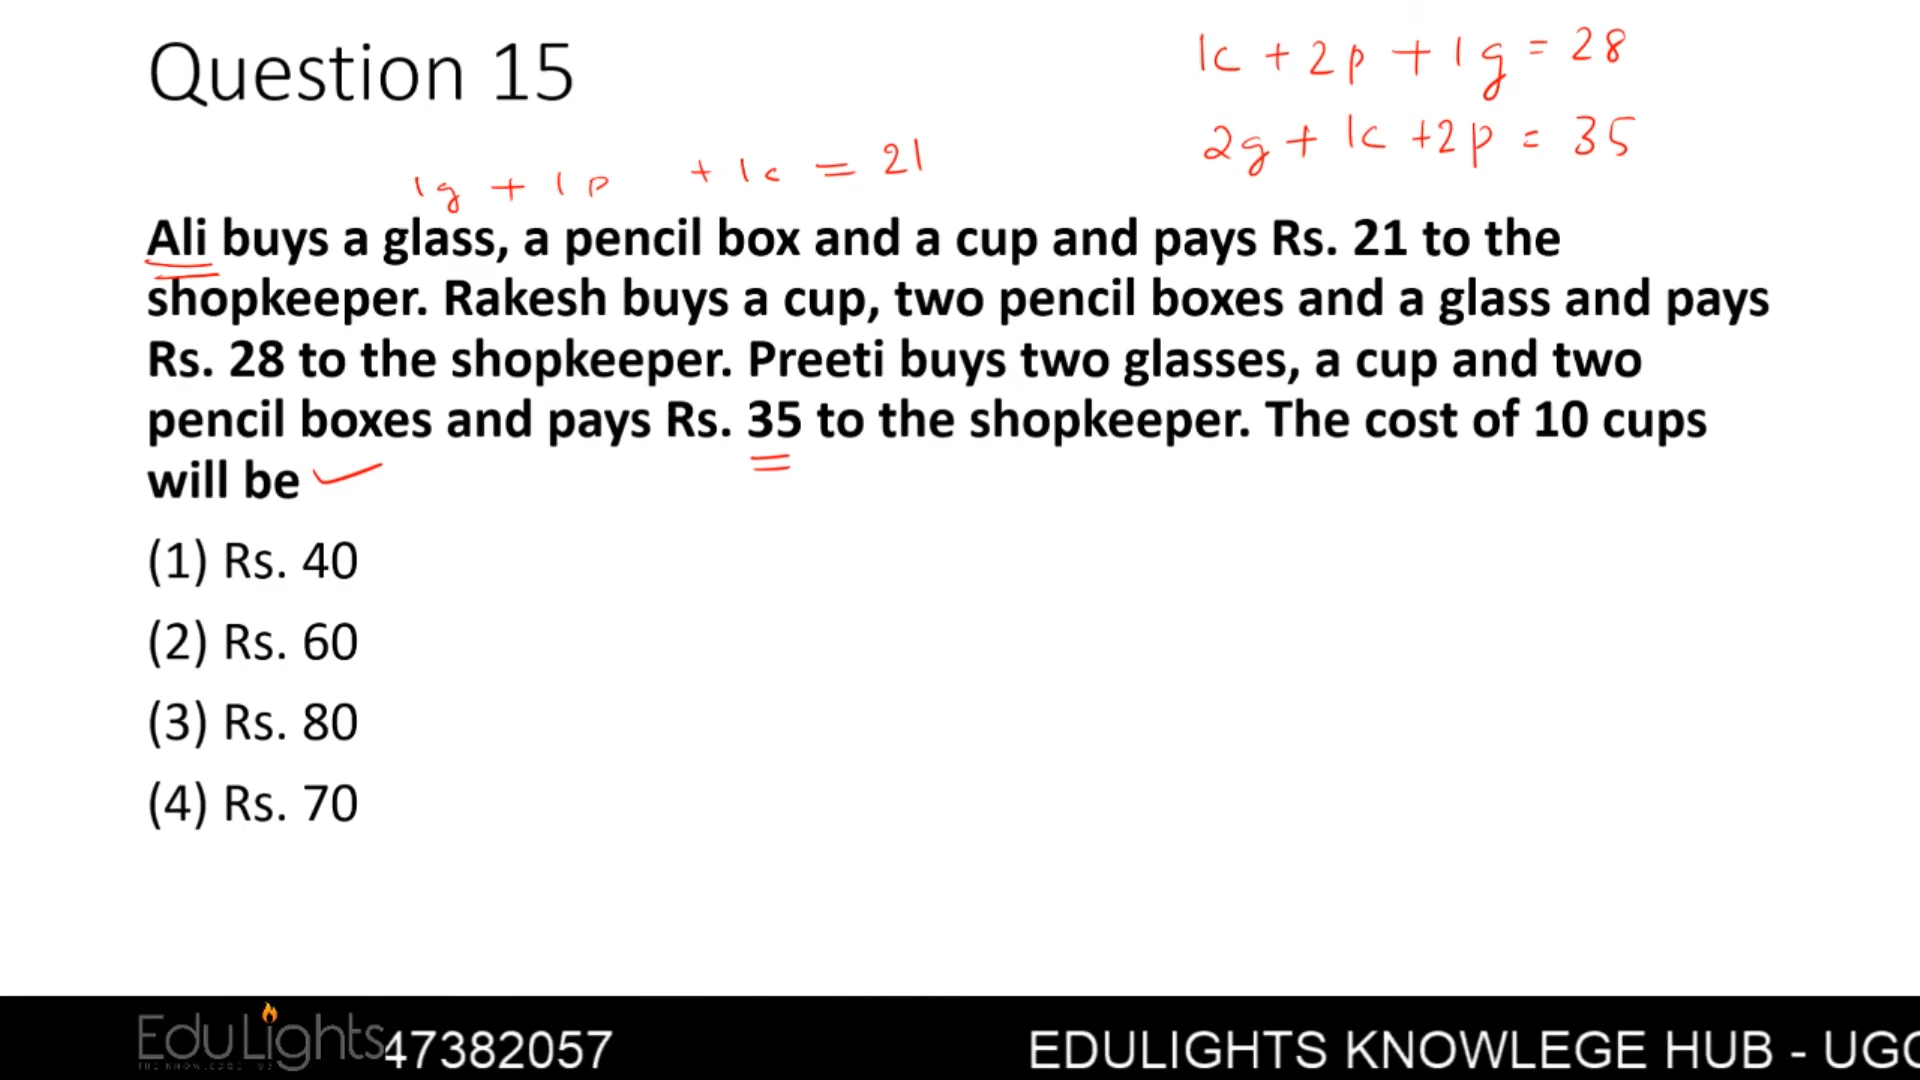 Question 15
1c + 2p + 1g = 28
2g + 1c + 2p = 35
1g + 1p + 1c = 21
Ali buys a glass, a pencil box and a cup and pays Rs. 21 to the
shopkeeper. Rakesh buys a cup, two pencil boxes and a glass and pays
Rs. 28 to the shopkeeper. Preeti buys two glasses, a cup and two
pencil boxes and pays Rs. 35 to the shopkeeper. The cost of 10 cups
will be
(1) Rs. 40
(2) Rs. 60
(3) Rs. 80
(4) Rs. 70
EduLights
47382057
EDULIGHTS KNOWLEGE HUB - UGC